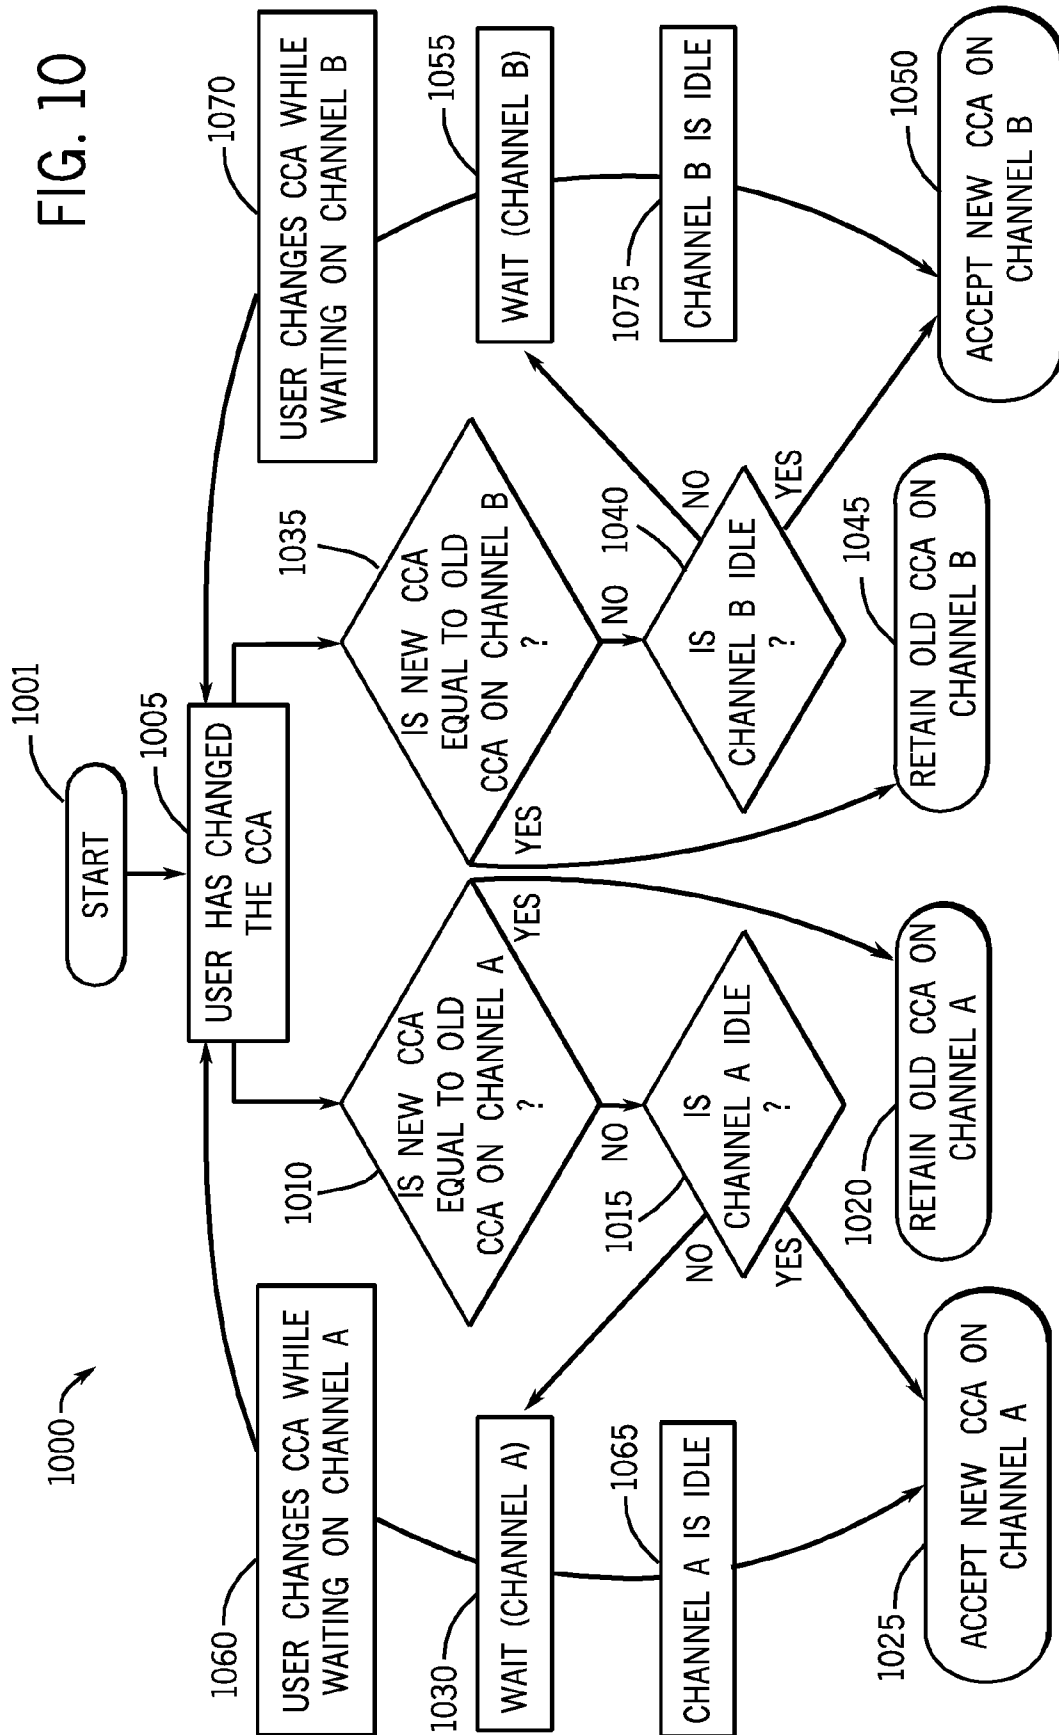 FIG. 10
1000
START
1001
USER HAS CHANGED
THE CCA
1005
USER CHANGES CCA WHILE
WAITING ON CHANNEL A
1060
IS NEW CCA
EQUAL TO OLD
CCA ON CHANNEL A
?
1010
IS NEW CCA
EQUAL TO OLD
CCA ON CHANNEL B
?
1035
USER CHANGES CCA WHILE
WAITING ON CHANNEL B
1070
WAIT (CHANNEL A)
1030
YES
YES
WAIT (CHANNEL B)
1055
NO
NO
CHANNEL A IS IDLE
1065
IS
CHANNEL A IDLE
?
1015
NO
YES
IS
CHANNEL B IDLE
?
1040
NO
YES
CHANNEL B IS IDLE
1075
ACCEPT NEW CCA ON
CHANNEL A
1025
RETAIN OLD CCA ON
CHANNEL A
1020
RETAIN OLD CCA ON
CHANNEL B
1045
ACCEPT NEW CCA ON
CHANNEL B
1050